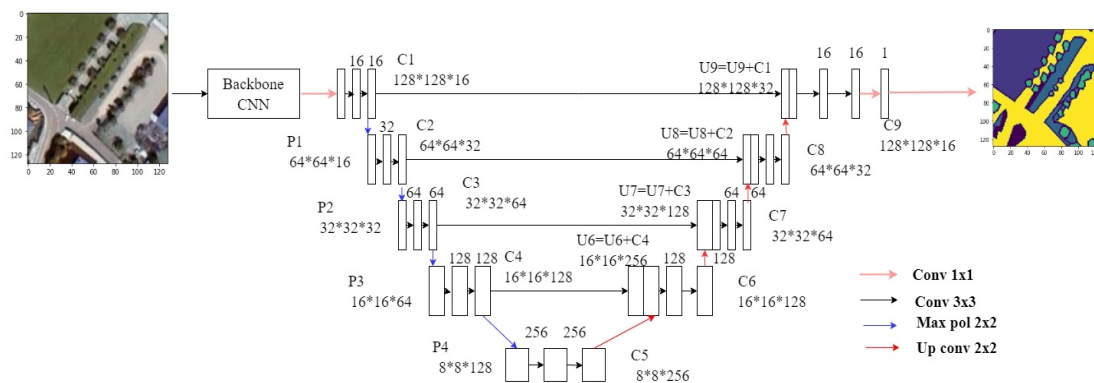 0
20
40
60
80
100
120
0 20 40 60 80 100 120
Backbone
CNN
16 16
C1
128*128*16
P1
64*64*16
32
C2
64*64*32
P2
32*32*32
64 64
C3
32*32*64
P3
16*16*64
128 128
C4
16*16*128
P4
8*8*128
256 256
C5
8*8*256
U6=U6+C4
16*16*256
128 128
C6
16*16*128
U7=U7+C3
32*32*128
64 64
C7
32*32*64
U8=U8+C2
64*64*64
C8
64*64*32
U9=U9+C1
128*128*32
16 16 1
C9
128*128*16
0
20
40
60
80
100
120
0 20 40 60 80 100
Conv 1x1
Conv 3x3
Max pol 2x2
Up conv 2x2